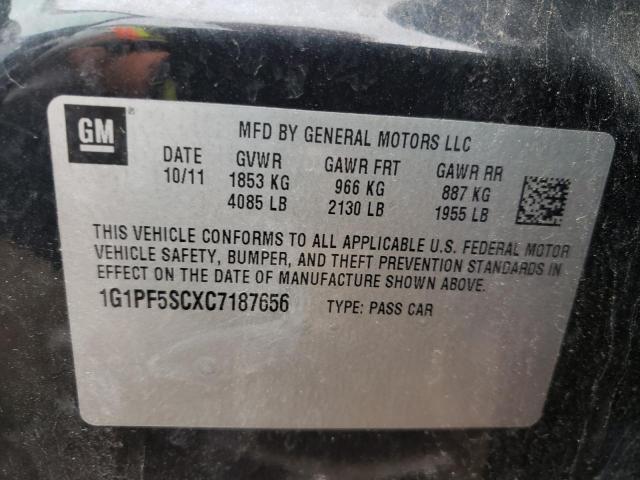 GM ®
MFD BY GENERAL MOTORS LLC
DATE GVWR GAWR FRT GAWR RR
10/11 1853 KG 966 KG 887 KG
4085 LB 2130 LB 1955 LB
THIS VEHICLE CONFORMS TO ALL APPLICABLE U.S. FEDERAL MOTOR
VEHICLE SAFETY, BUMPER, AND THEFT PREVENTION STANDARDS IN
EFFECT ON THE DATE OF MANUFACTURE SHOWN ABOVE.
1G1PF5SCXC7187656 TYPE: PASS CAR